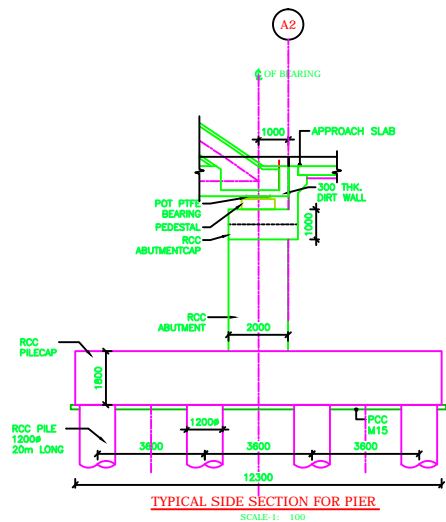 A2
℄ OF BEARING
1000
APPROACH SLAB
300 THK.
DIRT WALL
POT PTFE
BEARING
PEDESTAL
RCC
ABUTMENTCAP
1000
RCC
ABUTMENT
2000
RCC
PILECAP
1800
RCC PILE
1200ø
20m LONG
1200ø
PCC
M15
3600
3600
3600
12300
TYPICAL SIDE SECTION FOR PIER
SCALE-1: 100